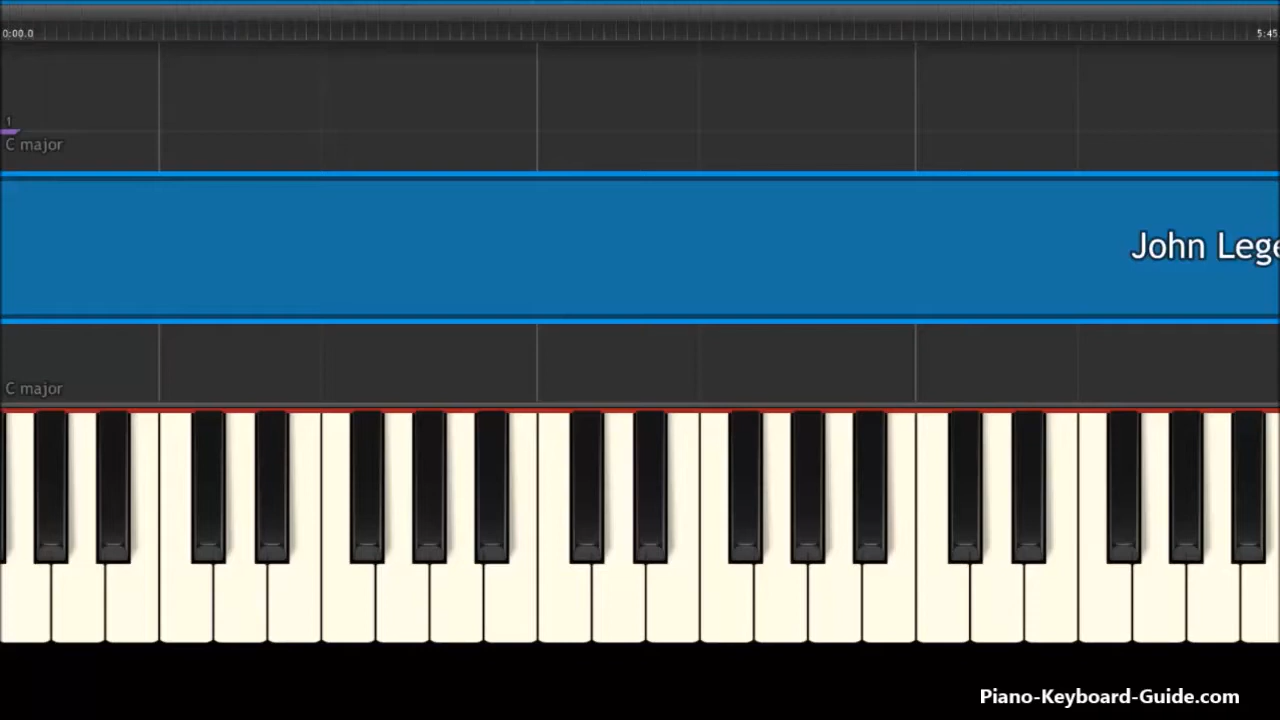 0:00.0
5:45
1
C major
John Lege
C major
Piano-Keyboard-Guide.com